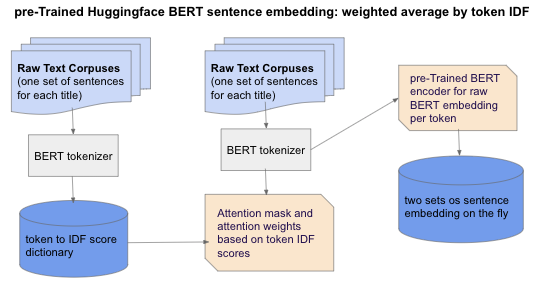 pre-Trained Huggingface BERT sentence embedding: weighted average by token IDF
Raw Text Corpuses
(one set of sentences
for each title)
BERT tokenizer
token to IDF score
dictionary
Raw Text Corpuses
(one set of sentences
for each title)
BERT tokenizer
Attention mask and
attention weights
based on token IDF
scores
pre-Trained BERT
encoder for raw
BERT embedding
per token
two sets os sentence
embedding on the fly